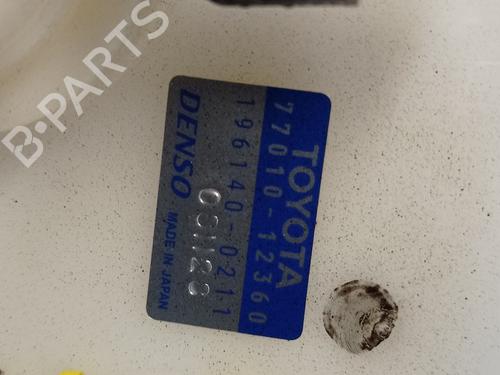 B-PARTS
TOYOTA
77010-12360
196140-0211
DENSO
MADE IN JAPAN